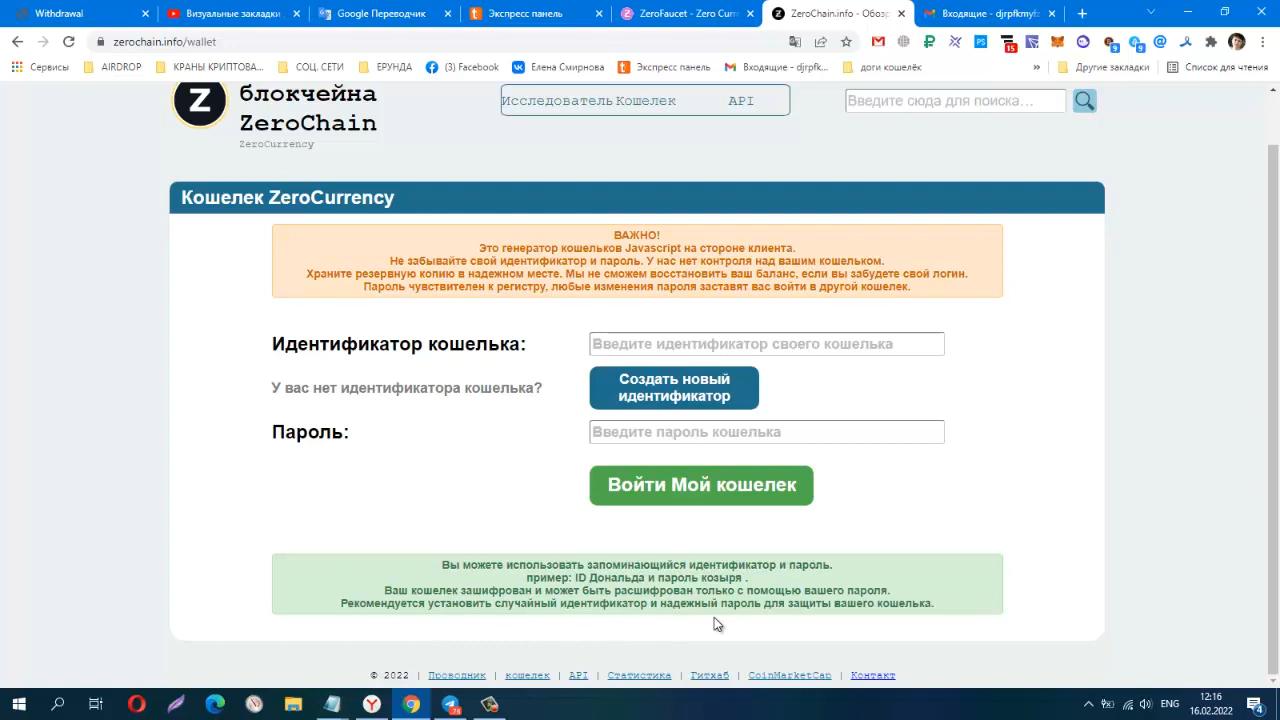 Withdrawal
Визуальные закладки
Google Переводчик
Экспресс панель
ZeroFaucet - Zero Curr
ZeroChain.info - Обоз
Входящие - djrpfkmyf
zerochain.info/wallet
15
9
9
Сервисы
AIRDROP
КРАНЫ КРИПТОВА...
СОЦ. СЕТИ
ЕРУНДА
(3) Facebook
Елена Смирнова
Экспресс панель
Входящие - djrpfk...
доги кошелёк
»
Другие закладки
Список для чтения
Z
блокчейна
ZeroChain
ZeroCurrency
Исследователь
Кошелек
API
Введите сюда для поиска...
Кошелек ZeroCurrency
ВАЖНО!
Это генератор кошельков Javascript на стороне клиента.
Не забывайте свой идентификатор и пароль. У нас нет контроля над вашим кошельком.
Храните резервную копию в надежном месте. Мы не сможем восстановить ваш баланс, если вы забудете свой логин.
Пароль чувствителен к регистру, любые изменения пароля заставят вас войти в другой кошелек.
Идентификатор кошелька:
Введите идентификатор своего кошелька
У вас нет идентификатора кошелька?
Создать новый
идентификатор
Пароль:
Введите пароль кошелька
Войти Мой кошелек
Вы можете использовать запоминающийся идентификатор и пароль.
пример: ID Дональда и пароль козыря .
Ваш кошелек зашифрован и может быть расшифрован только с помощью вашего пароля.
Рекомендуется установить случайный идентификатор и надежный пароль для защиты вашего кошелька.
© 2022 | Проводник | кошелек | API | Статистика | Гитхаб | CoinMarketCap | Контакт
ENG
12:16
16.02.2022
4